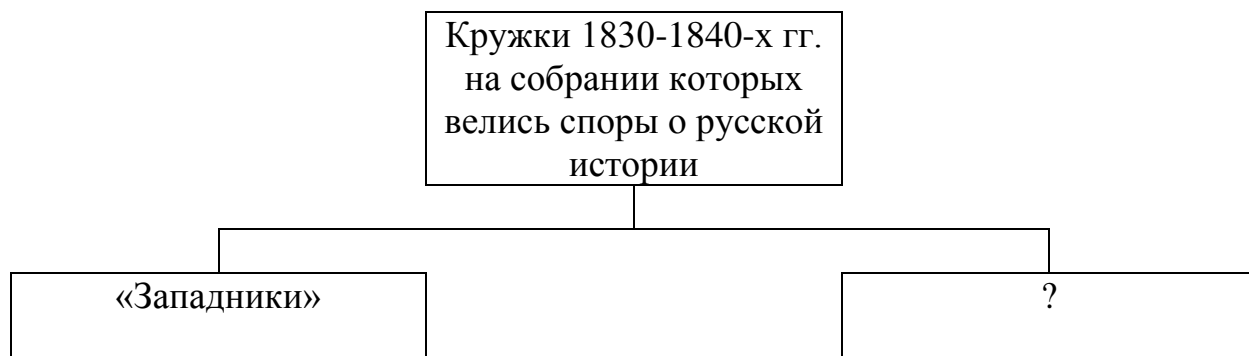 Кружки 1830-1840-х гг.
на собрании которых
велись споры о русской
истории
«Западники»
?